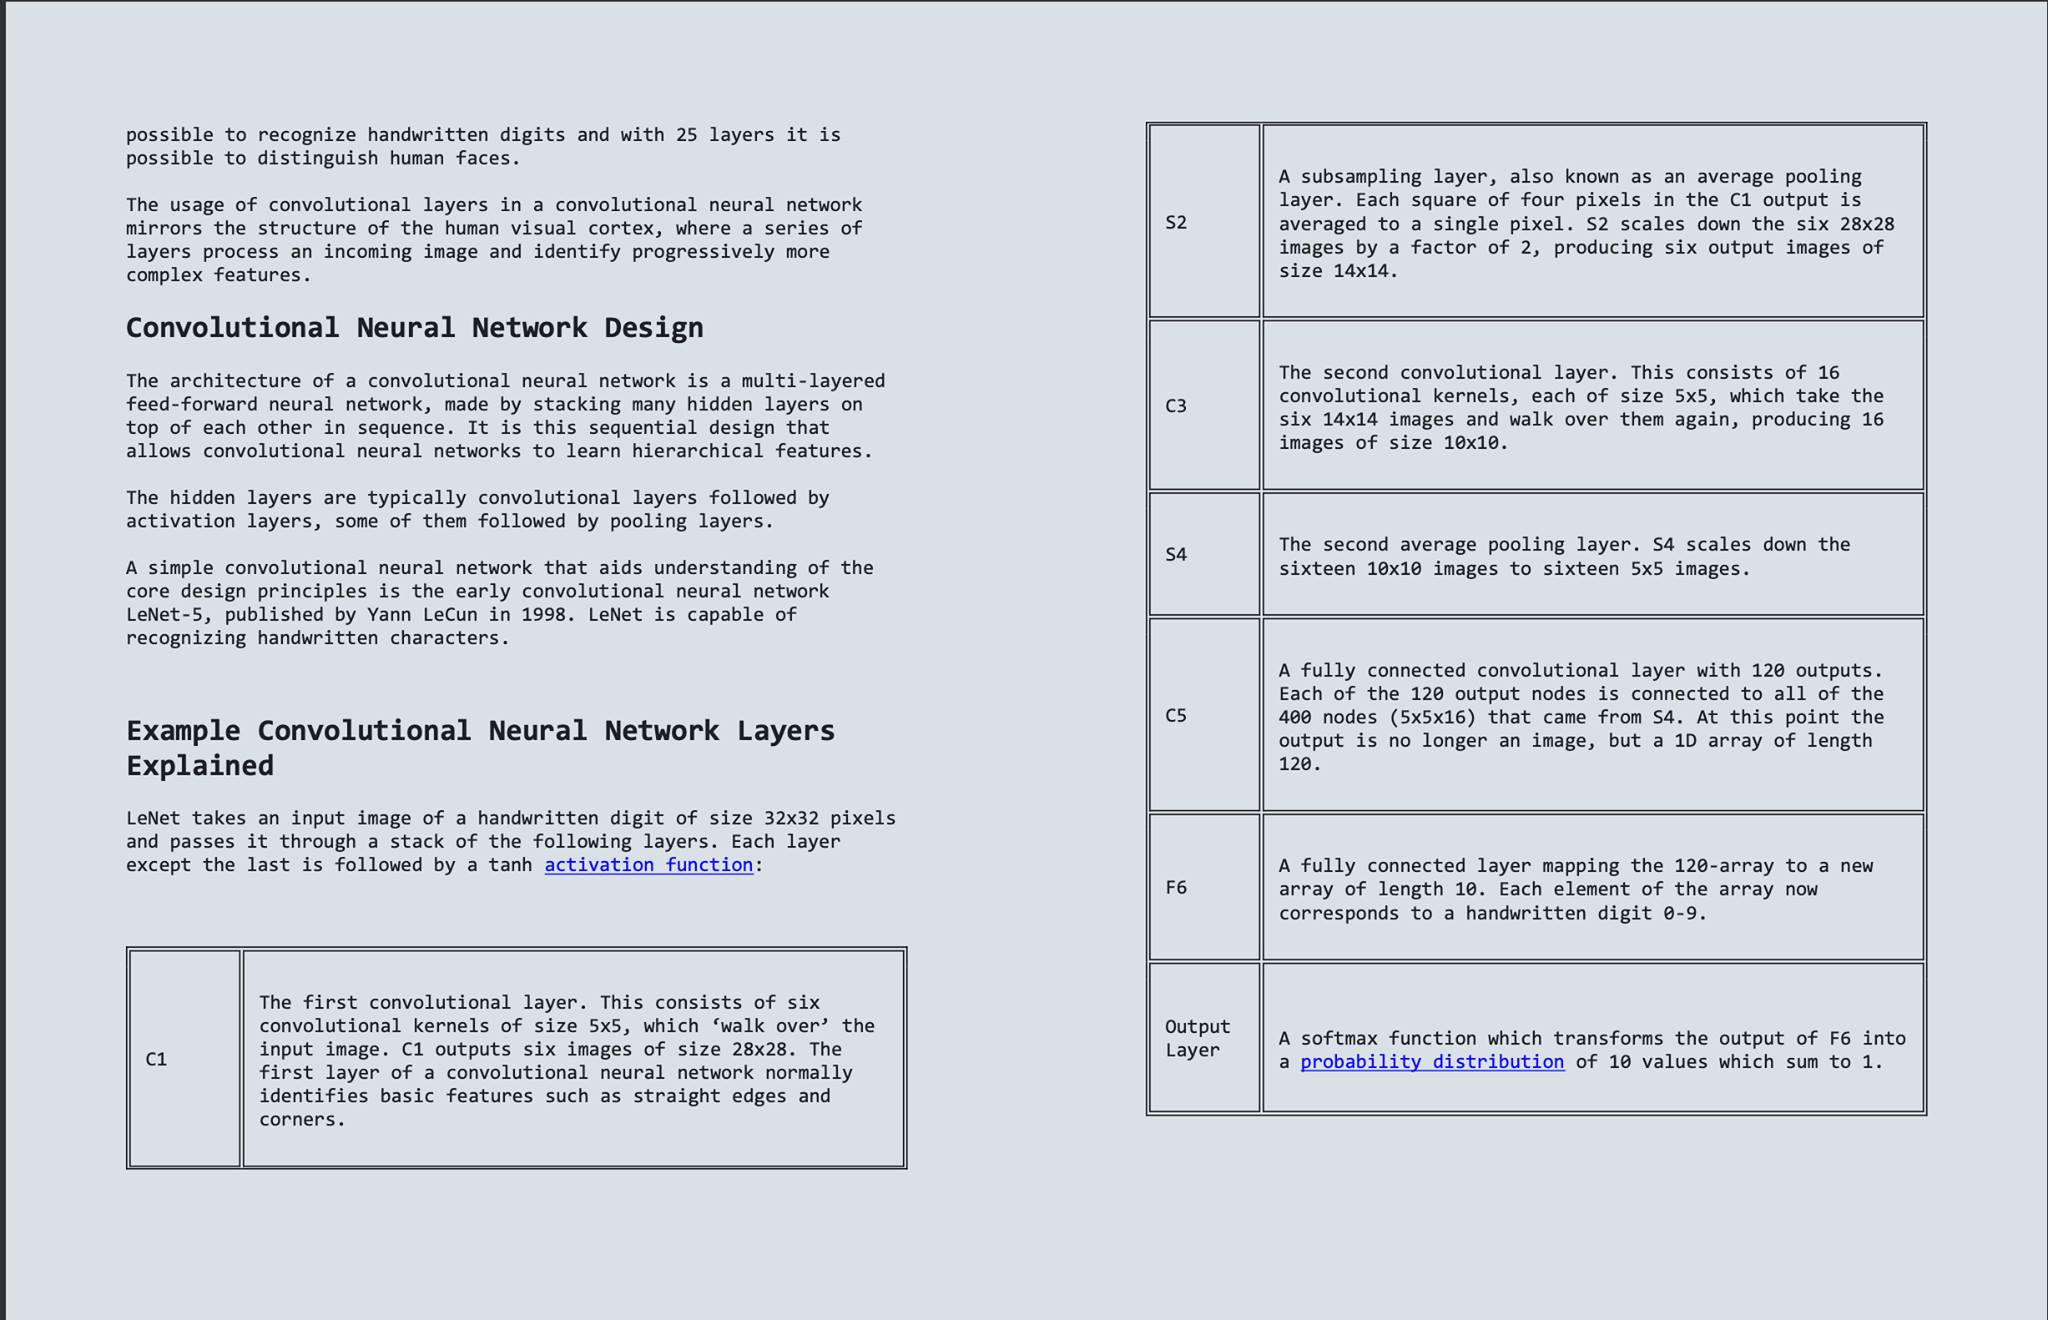 possible to recognize handwritten digits and with 25 layers it is
possible to distinguish human faces.
The usage of convolutional layers in a convolutional neural network
mirrors the structure of the human visual cortex, where a series of
layers process an incoming image and identify progressively more
complex features.
Convolutional Neural Network Design
The architecture of a convolutional neural network is a multi-layered
feed-forward neural network, made by stacking many hidden layers on
top of each other in sequence. It is this sequential design that
allows convolutional neural networks to learn hierarchical features.
The hidden layers are typically convolutional layers followed by
activation layers, some of them followed by pooling layers.
A simple convolutional neural network that aids understanding of the
core design principles is the early convolutional neural network
LeNet-5, published by Yann LeCun in 1998. LeNet is capable of
recognizing handwritten characters.
Example Convolutional Neural Network Layers
Explained
LeNet takes an input image of a handwritten digit of size 32x32 pixels
and passes it through a stack of the following layers. Each layer
except the last is followed by a tanh activation function:
C1
The first convolutional layer. This consists of six
convolutional kernels of size 5x5, which ‘walk over’ the
input image. C1 outputs six images of size 28x28. The
first layer of a convolutional neural network normally
identifies basic features such as straight edges and
corners.
S2
A subsampling layer, also known as an average pooling
layer. Each square of four pixels in the C1 output is
averaged to a single pixel. S2 scales down the six 28x28
images by a factor of 2, producing six output images of
size 14x14.
C3
The second convolutional layer. This consists of 16
convolutional kernels, each of size 5x5, which take the
six 14x14 images and walk over them again, producing 16
images of size 10x10.
S4
The second average pooling layer. S4 scales down the
sixteen 10x10 images to sixteen 5x5 images.
C5
A fully connected convolutional layer with 120 outputs.
Each of the 120 output nodes is connected to all of the
400 nodes (5x5x16) that came from S4. At this point the
output is no longer an image, but a 1D array of length
120.
F6
A fully connected layer mapping the 120-array to a new
array of length 10. Each element of the array now
corresponds to a handwritten digit 0-9.
Output
Layer
A softmax function which transforms the output of F6 into
a probability distribution of 10 values which sum to 1.